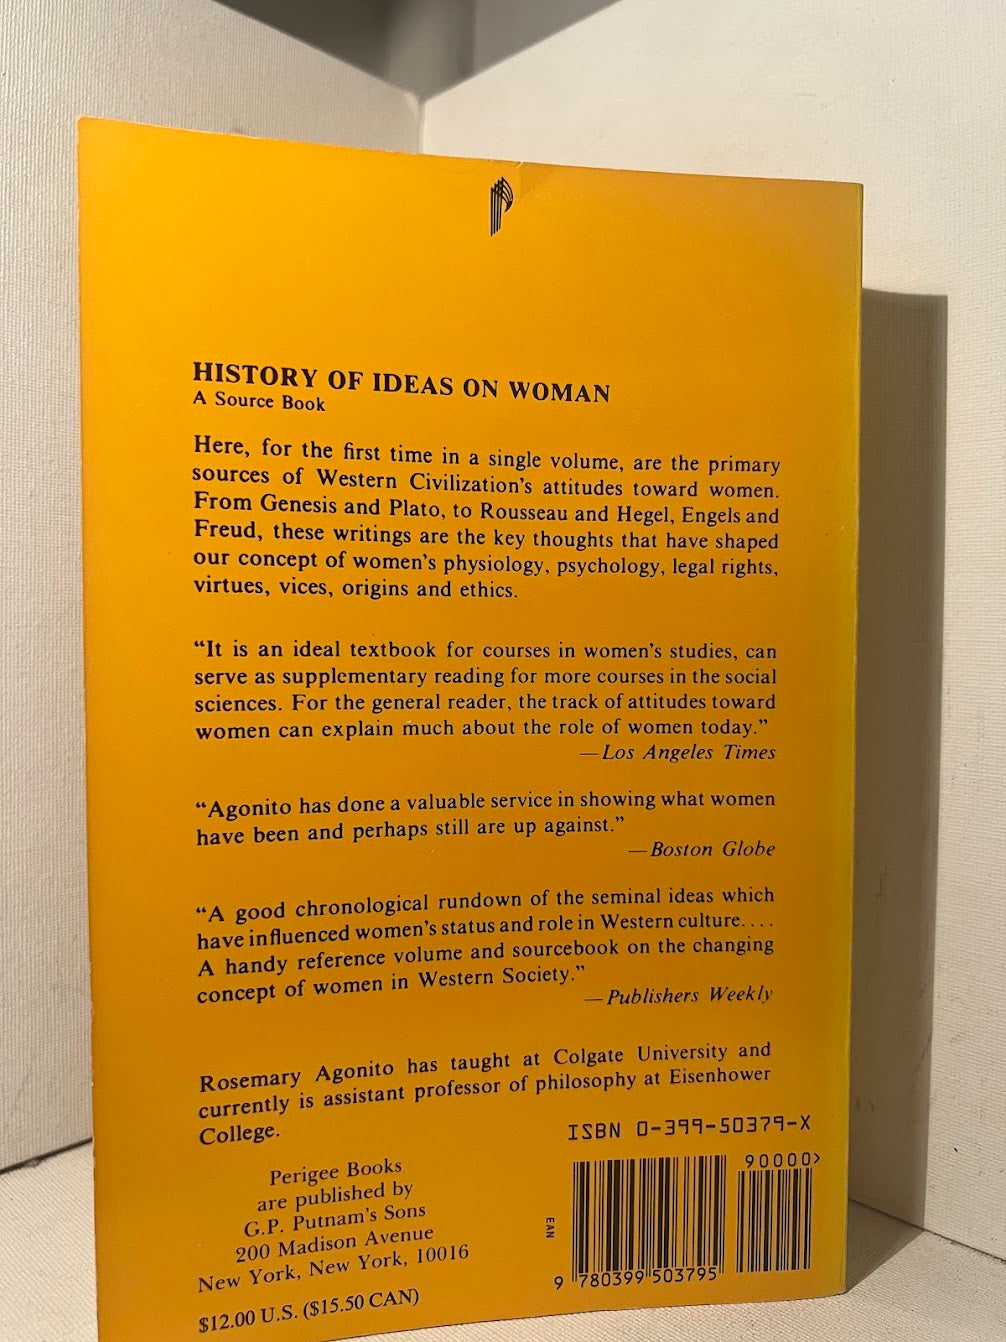 HISTORY OF IDEAS ON WOMAN
A Source Book
Here, for the first time in a single volume, are the primary
sources of Western Civilization's attitudes toward women.
From Genesis and Plato, to Rousseau and Hegel, Engels and
Freud, these writings are the key thoughts that have shaped
our concept of women's physiology, psychology, legal rights,
virtues, vices, origins and ethics.
"It is an ideal textbook for courses in women's studies, can
serve as supplementary reading for more courses in the social
sciences. For the general reader, the track of attitudes toward
women can explain much about the role of women today."
—Los Angeles Times
"Agonito has done a valuable service in showing what women
have been and perhaps still are up against."
—Boston Globe
"A good chronological rundown of the seminal ideas which
have influenced women's status and role in Western culture. . . .
A handy reference volume and sourcebook on the changing
concept of women in Western Society."
—Publishers Weekly
Rosemary Agonito has taught at Colgate University and
currently is assistant professor of philosophy at Eisenhower
College.
Perigee Books
are published by
G.P. Putnam's Sons
200 Madison Avenue
New York, New York, 10016
$12.00 U.S. ($15.50 CAN)
ISBN 0-399-50379-X
90000>
EAN
9 780399 503795